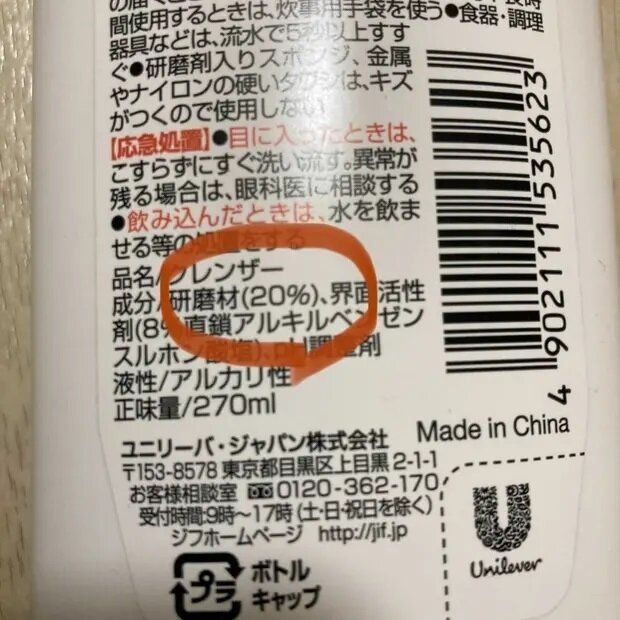 間使用するときは、炊事用手袋を使う●食器・調理
器具などは、流水で5秒以上すす
ぐ●研磨剤入りスポンジ、金属
やナイロンの硬いタワシは、キズ
がつくので使用しない
【応急処置】●目に入ったときは、
こすらずにすぐ洗い流す。異常が
残る場合は、眼科医に相談する
●飲み込んだときは、水を飲ま
せる等の処置をする
品名/クレンザー
成分/研磨材(20%)、界面活性
剤(8%直鎖アルキルベンゼン
スルホン酸塩)、pH調整剤
液性/アルカリ性
正味量/270ml
4902111535623
Made in China
ユニリーバ・ジャパン株式会社
〒153-8578 東京都目黒区上目黒2-1-1
お客様相談室 0120-362-170
受付時間:9時〜17時(土・日・祝日を除く)
ジフホームページ http://jif.jp
Unilever
プラ
ボトル
キャップ